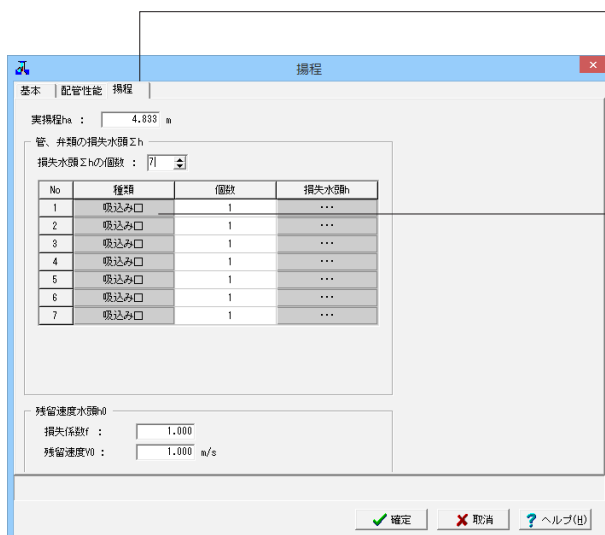 揚程
基本 配管性能 揚程
実揚程ha : 4.833 m
管、弁類の損失水頭Σh
損失水頭Σhの個数 : 7
No 種類 個数 損失水頭h
1 吸込み口 1 ...
2 吸込み口 1 ...
3 吸込み口 1 ...
4 吸込み口 1 ...
5 吸込み口 1 ...
6 吸込み口 1 ...
7 吸込み口 1 ...
残留速度水頭h0
損失係数f : 1.000
残留速度V0 : 1.000 m/s
確定 取消 ヘルプ(H)